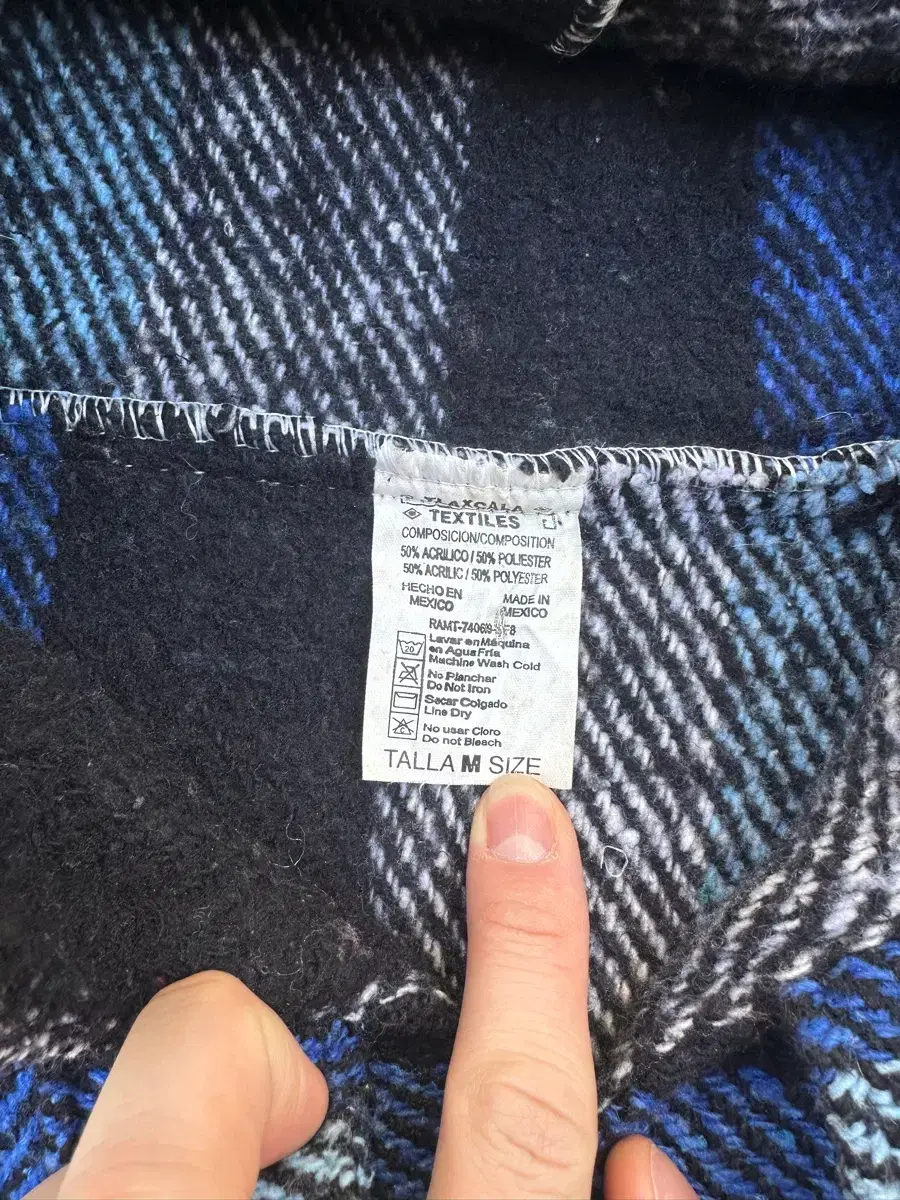 TLAXCALA
TEXTILES
COMPOSICION/COMPOSITION
50% ACRILICO / 50% POLIESTER
50% ACRILIC / 50% POLYESTER
HECHO EN MEXICO
MADE IN MEXICO
20
Lavar en Máquina
en Agua Fría
Machine Wash Cold
No Planchar
Do Not Iron
Secar Colgado
Line Dry
No usar Cloro
Do not Bleach
TALLA M SIZE